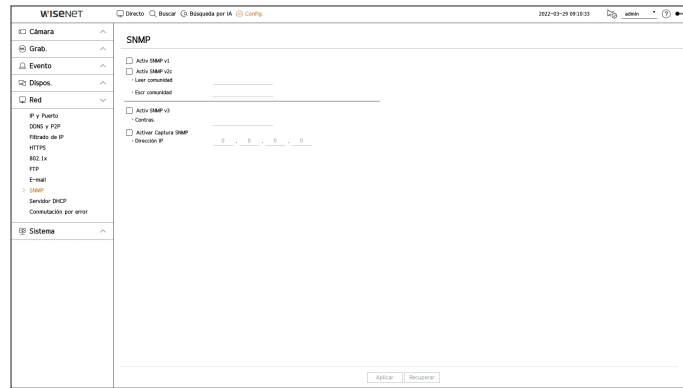 WISENET Directo Buscar Búsqueda por IA Config. 2022-03-29 09:10:33 admin
Cámara
Grab.
Evento
Dispos.
Red
IP y Puerto
DDNS y P2P
Filtrado de IP
HTTPS
802.1x
FTP
E-mail
> SNMP
Servidor DHCP
Conmutación por error
Sistema
SNMP
Activ SNMP v1
Activ SNMP v2c
· Leer comunidad
· Escr comunidad
Activ SNMP v3
· Contras.
Activar Captura SNMP
· Dirección IP 0 . 0 . 0 . 0
Aplicar Recuperar